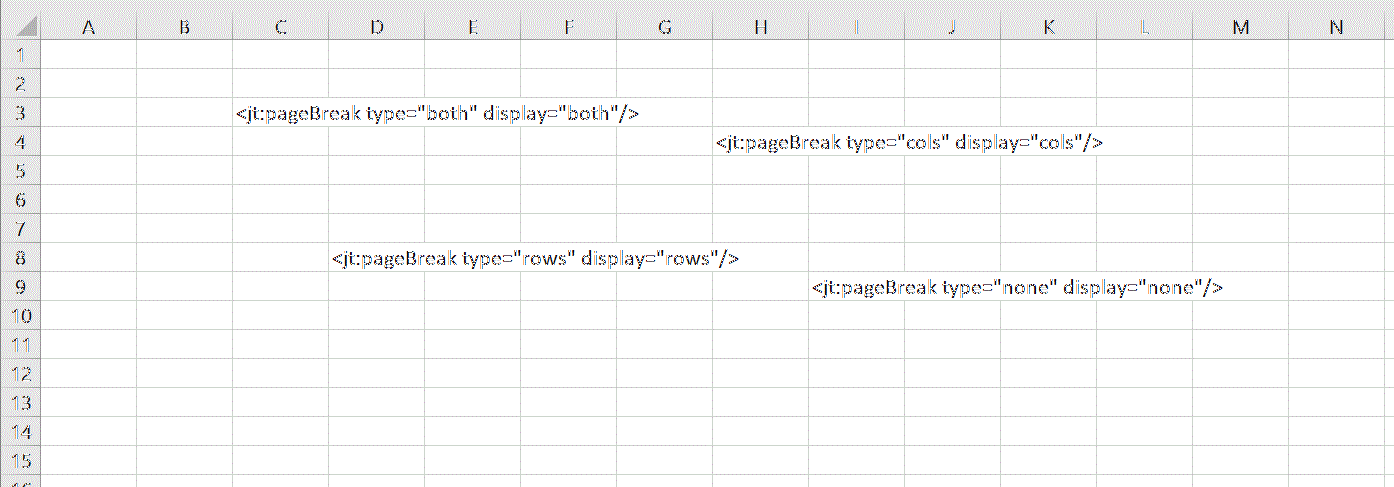 A B C D E F G H I J K L M N
1
2
3 <jt:pageBreak type="both" display="both"/>
4 <jt:pageBreak type="cols" display="cols"/>
5
6
7
8 <jt:pageBreak type="rows" display="rows"/>
9 <jt:pageBreak type="none" display="none"/>
10
11
12
13
14
15
16